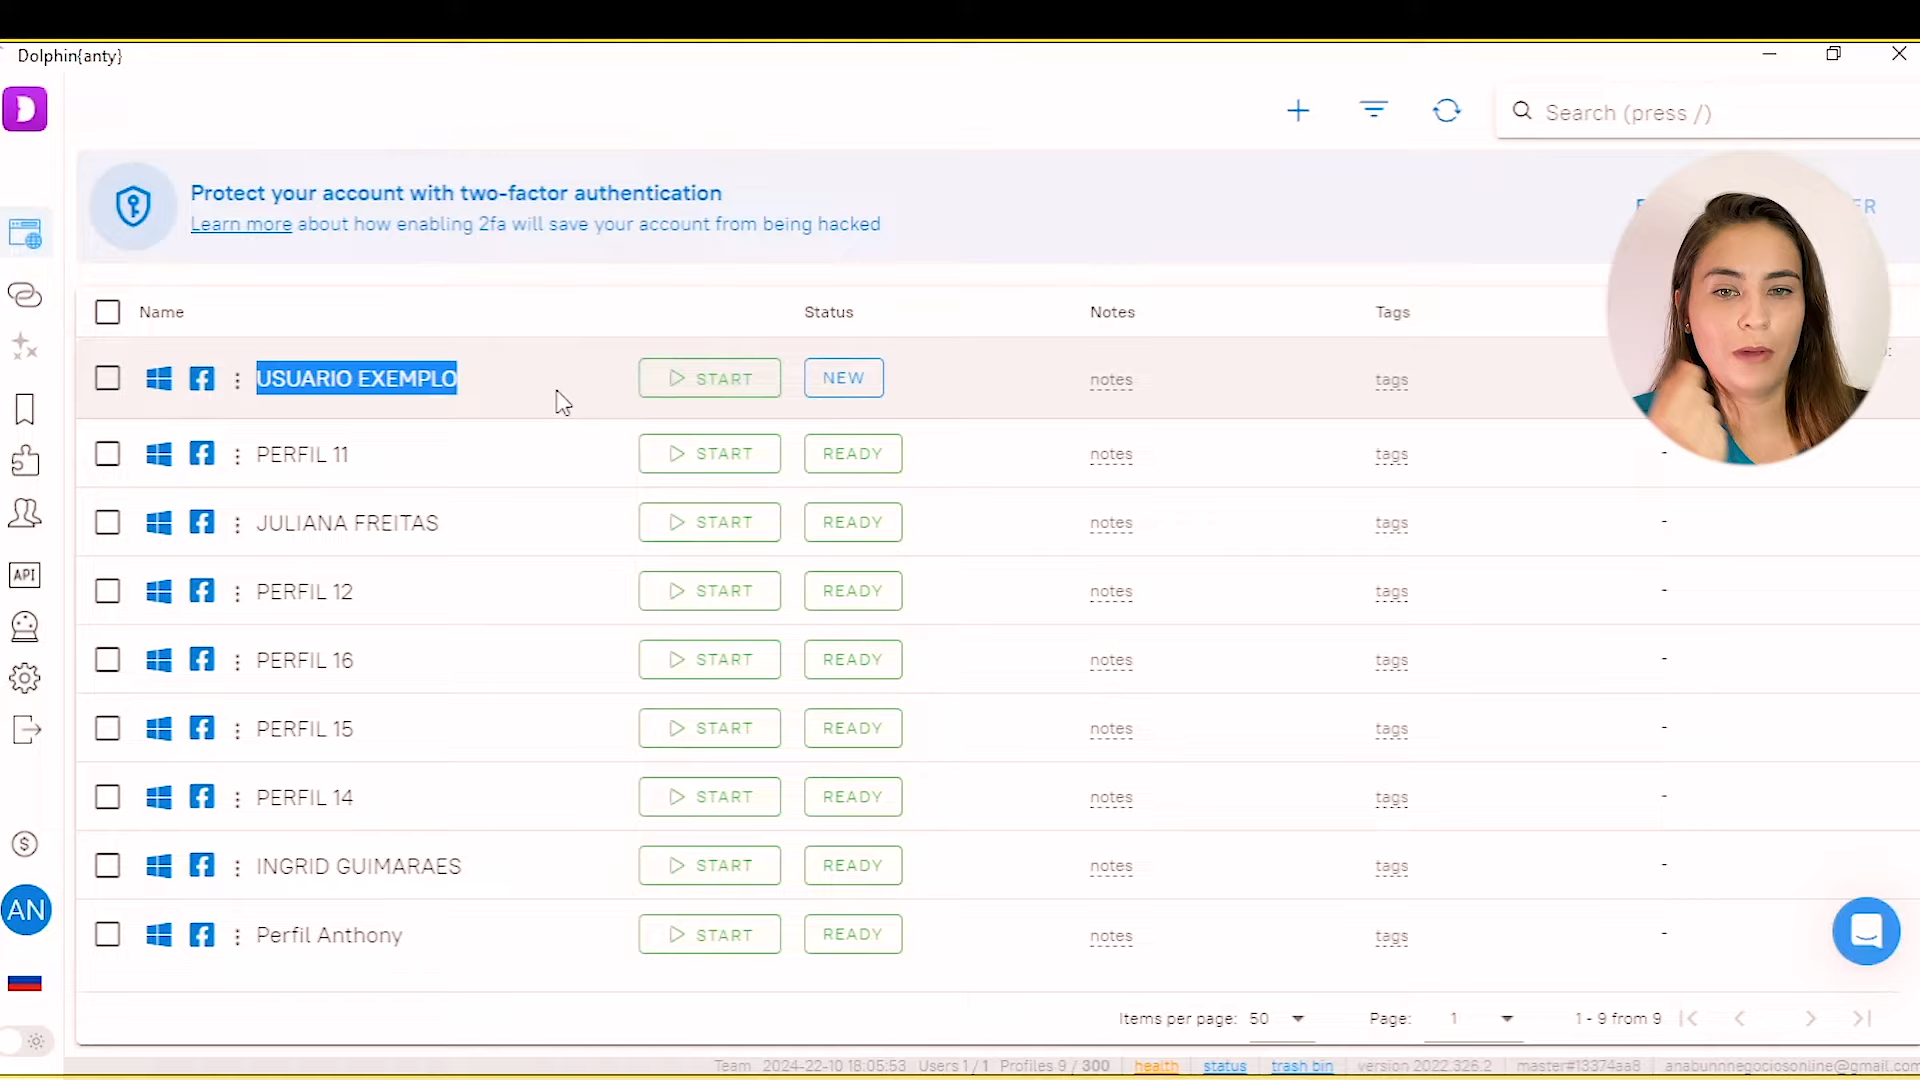 Dolphin{anty}
Search (press /)
Protect your account with two-factor authentication
Learn more about how enabling 2fa will save your account from being hacked
Name Status Notes Tags
USUARIO EXEMPLO START NEW notes tags
PERFIL 11 START READY notes tags -
JULIANA FREITAS START READY notes tags -
PERFIL 12 START READY notes tags -
PERFIL 16 START READY notes tags -
PERFIL 15 START READY notes tags -
PERFIL 14 START READY notes tags -
INGRID GUIMARAES START READY notes tags -
Perfil Anthony START READY notes tags -
API
AN
Items per page: 50 Page: 1 1 - 9 from 9
Team 2024-22-10 18:05:53 Users 1 / 1 Profiles 9 / 300 health status trash bin version 2022.326.2 master#13374aa8 anabunnnegociosonline@gmail.com